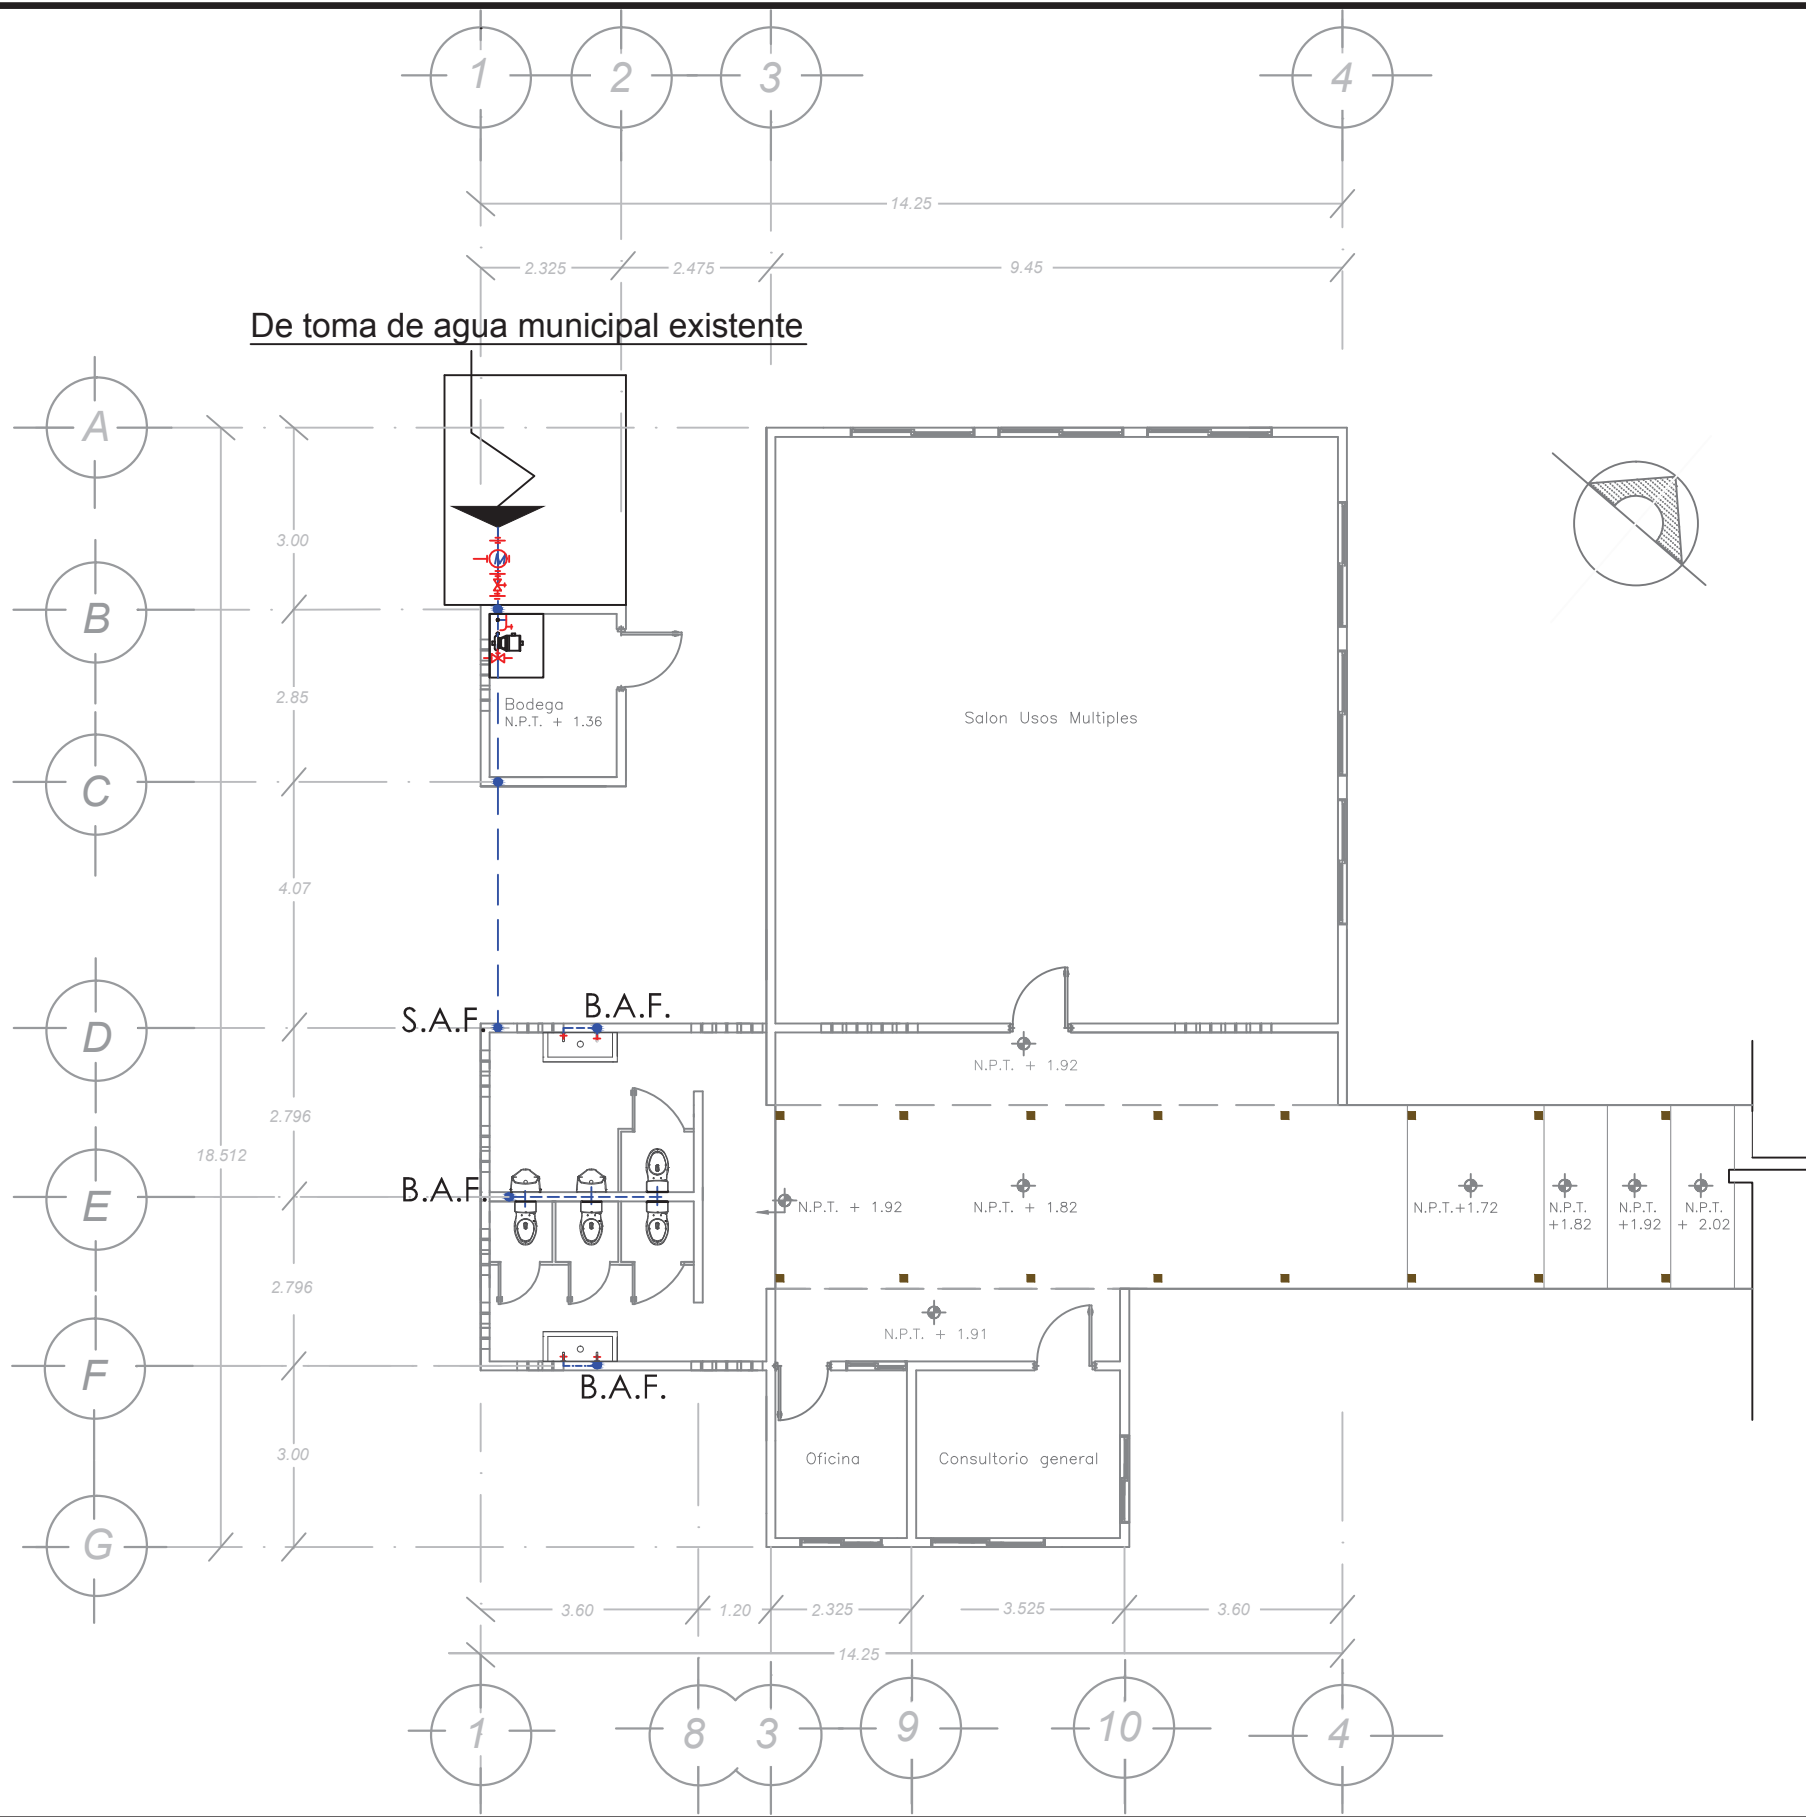 1 2 3 4
14.25
2.325 2.475 9.45
De toma de agua municipal existente
A
3.00
M
B
2.85
Bodega
N.P.T. + 1.36
Salon Usos Multiples
C
4.07
S.A.F. B.A.F.
D
N.P.T. + 1.92
2.796
18.512
B.A.F.
E
N.P.T. + 1.92
N.P.T. + 1.82
N.P.T.+1.72
N.P.T.
+1.82
N.P.T.
+1.92
N.P.T.
+ 2.02
2.796
N.P.T. + 1.91
F
B.A.F.
3.00
Oficina
Consultorio general
G
3.60 1.20 2.325 3.525 3.60
14.25
1 8 3 9 10 4